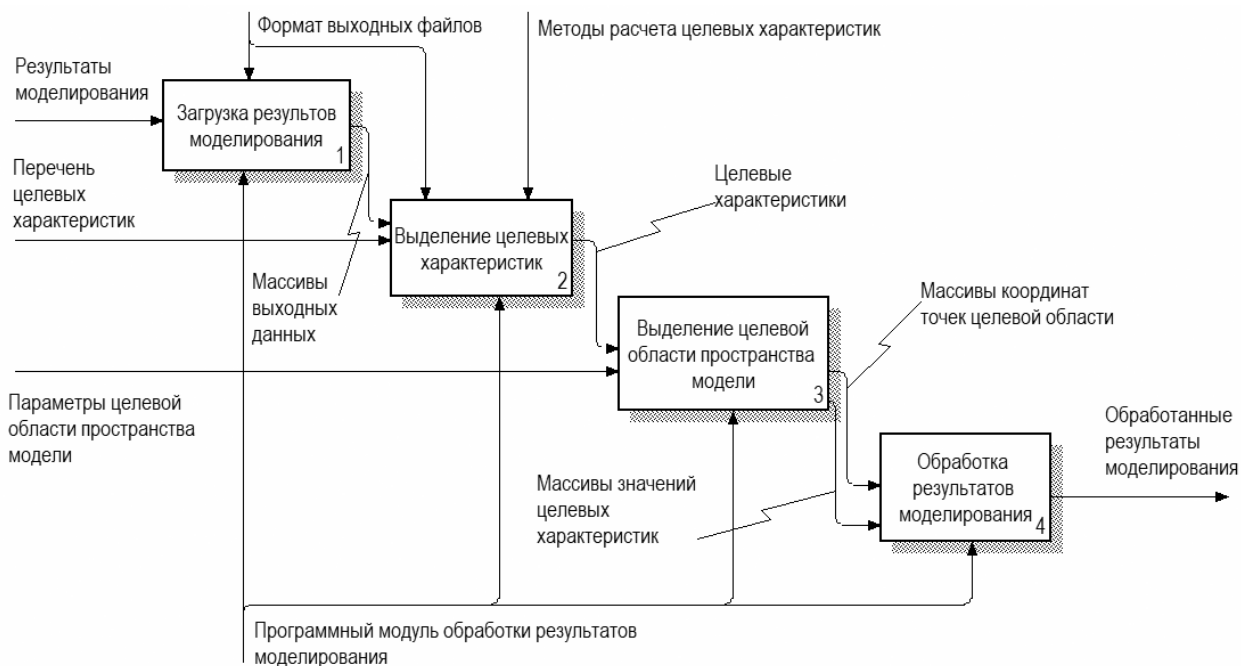 Формат выходных файлов
Методы расчета целевых характеристик
Результаты
моделирования
Загрузка результов
моделирования
1
Перечень
целевых
характеристик
Целевые
характеристики
Выделение целевых
характеристик
2
Массивы
выходных
данных
Массивы координат
точек целевой области
Выделение целевой
области пространства
модели
3
Параметры целевой
области пространства
модели
Обработанные
результаты
моделирования
Обработка
результатов
моделирования
4
Массивы значений
целевых
характеристик
Программный модуль обработки результатов
моделирования